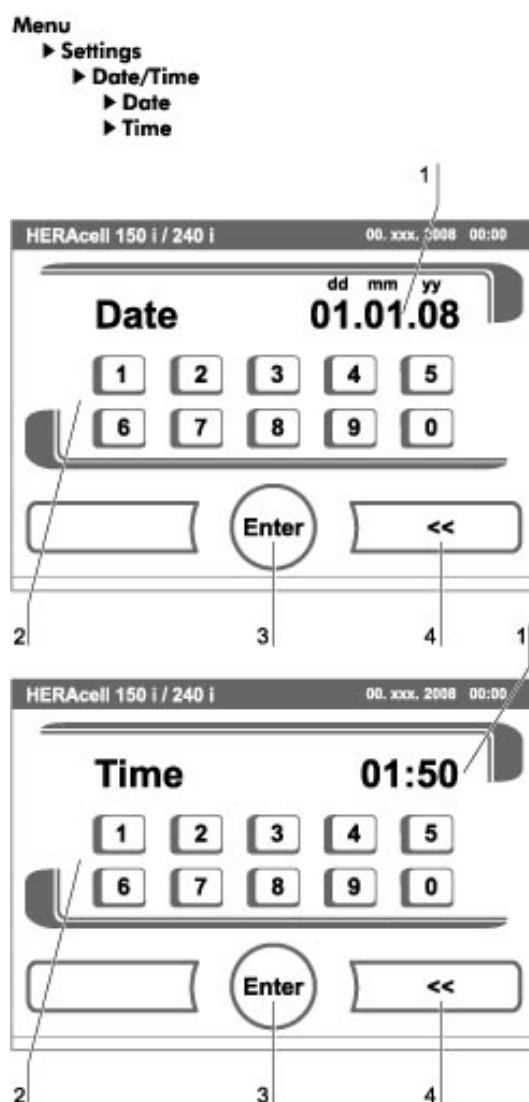 Menu
▶ Settings
▶ Date/Time
▶ Date
▶ Time
1
HERAcell 150 i / 240 i 00. xxx. 2008 00:00
dd mm yy
Date 01.01.08
1 2 3 4 5
6 7 8 9 0
Enter <<
2 3 4 1
HERAcell 150 i / 240 i 00. xxx. 2008 00:00
Time 01:50
1 2 3 4 5
6 7 8 9 0
Enter <<
2 3 4